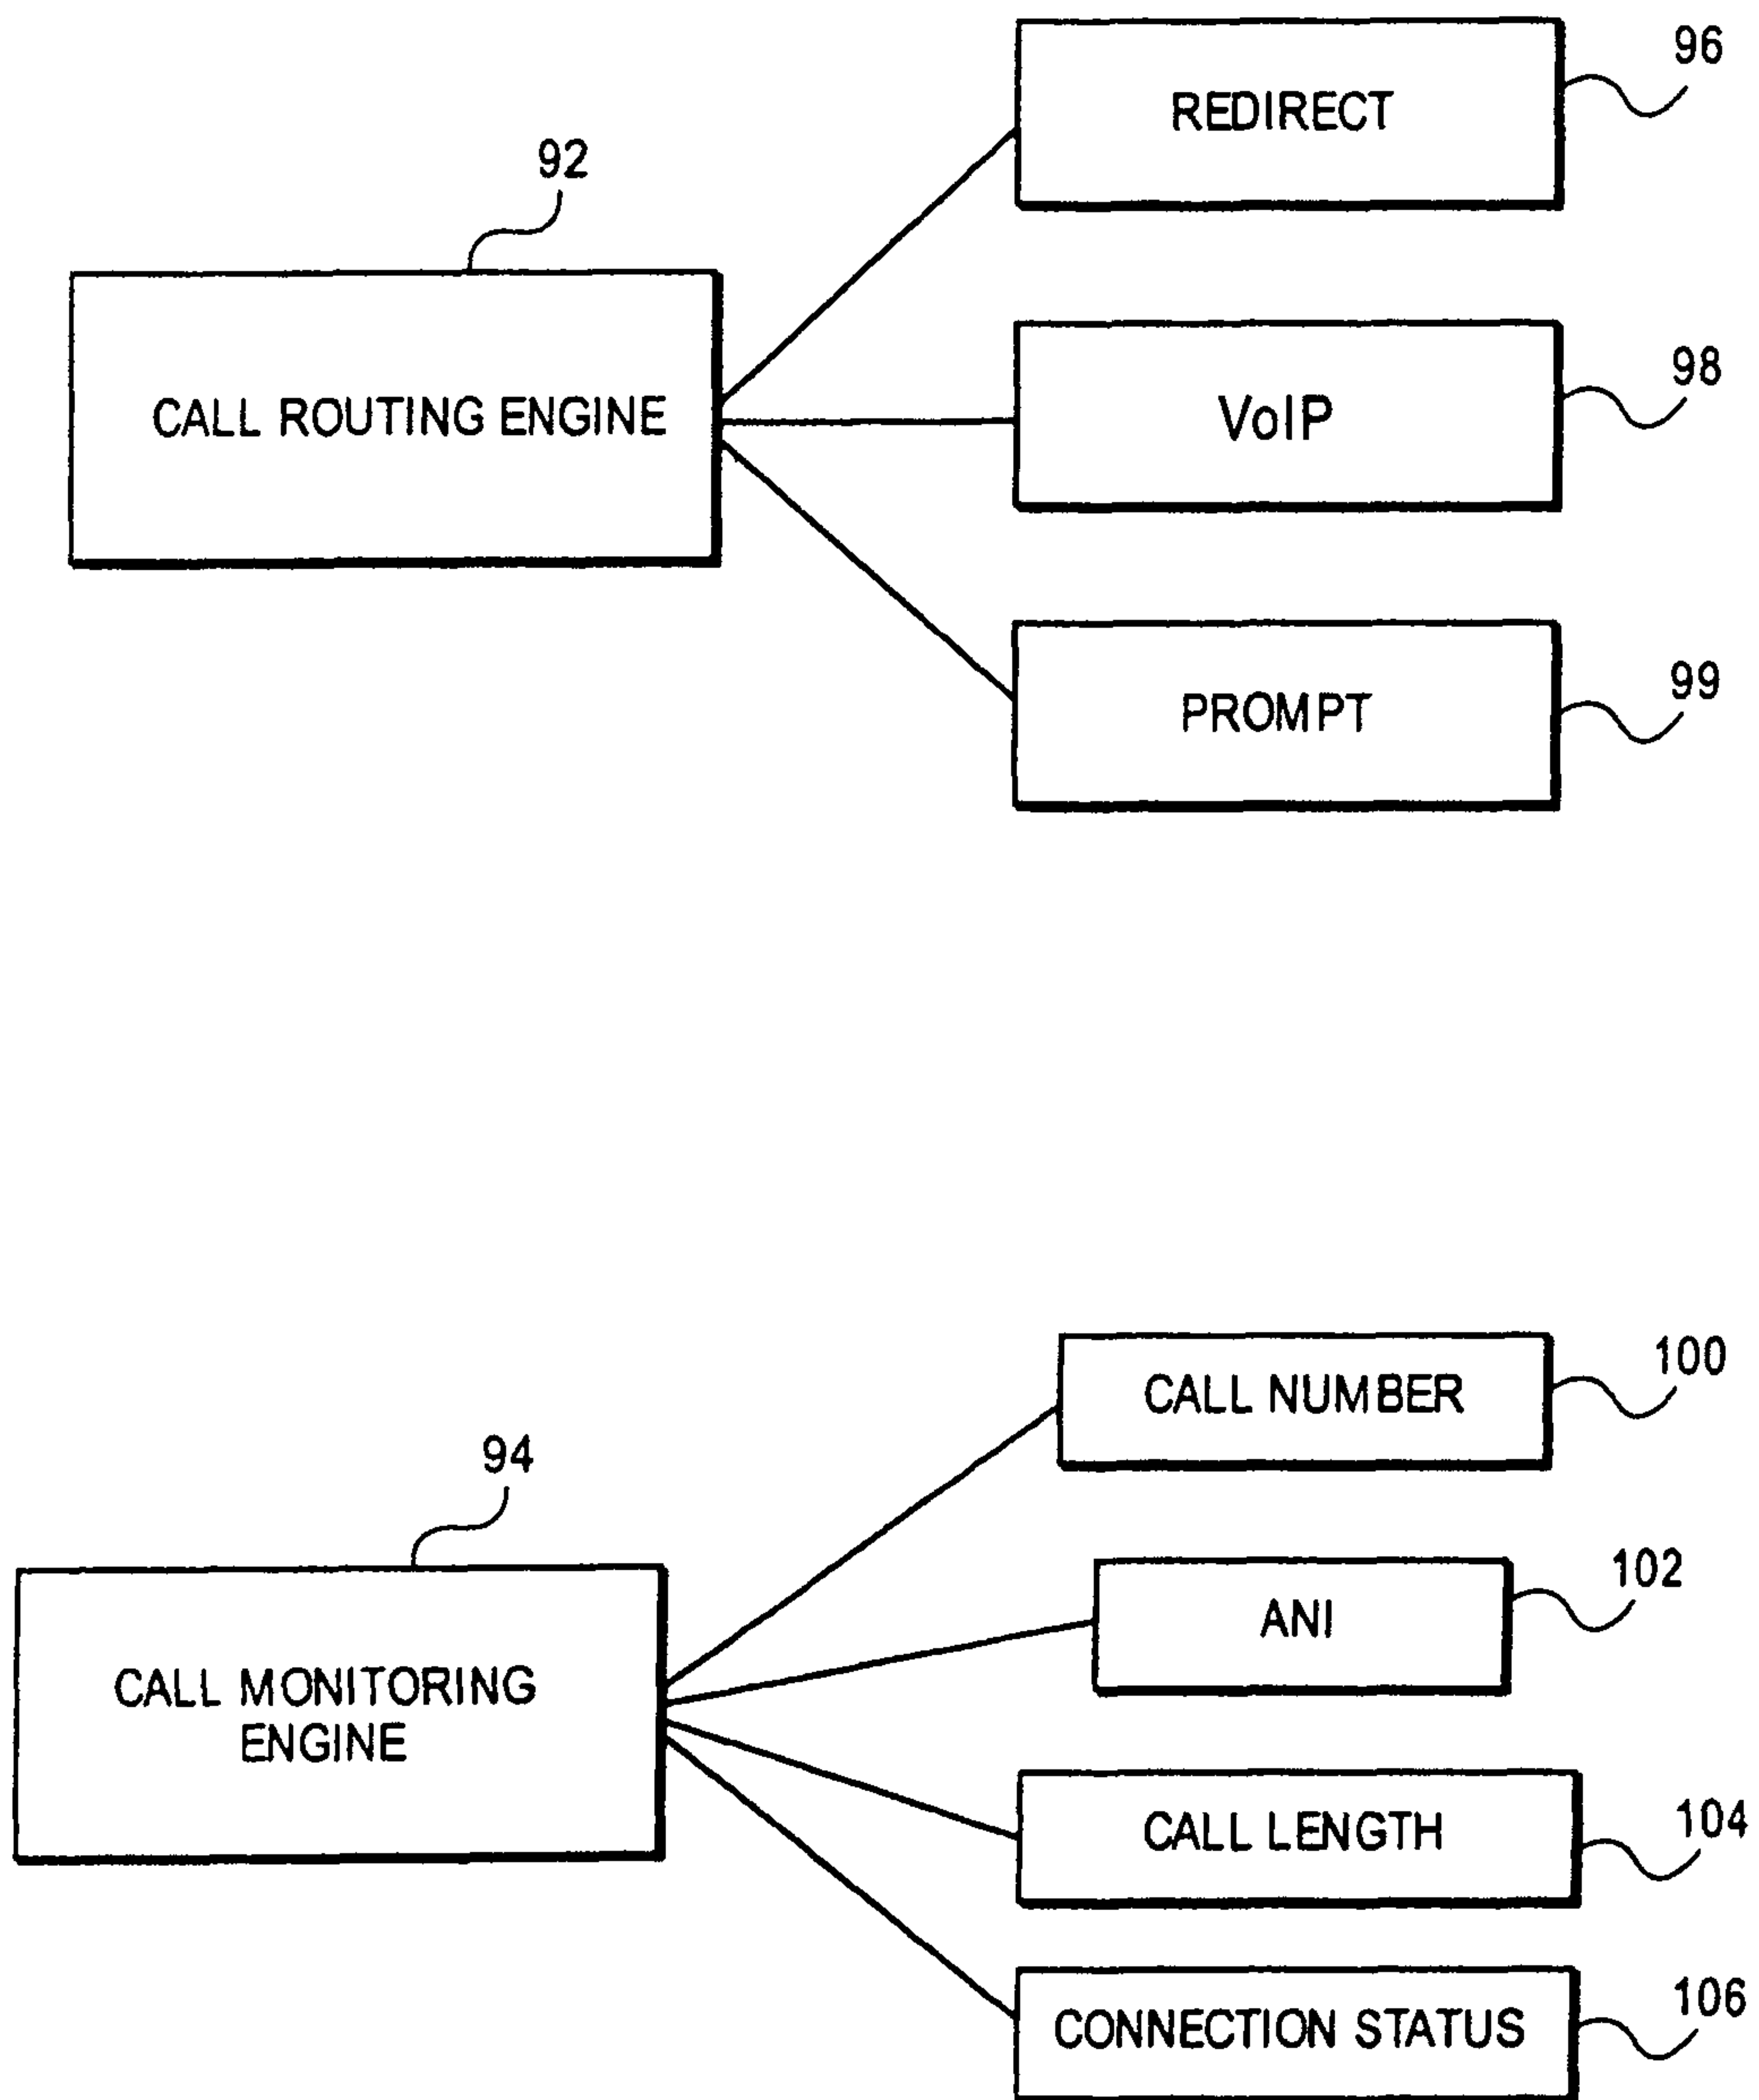 96
REDIRECT
92
98
CALL ROUTING ENGINE
VoIP
99
PROMPT
100
CALL NUMBER
94
102
ANI
CALL MONITORING
ENGINE
104
CALL LENGTH
106
CONNECTION STATUS